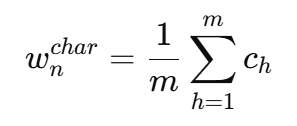 $w_n^{char} = \frac{1}{m} \sum_{h=1}^{m} c_h$